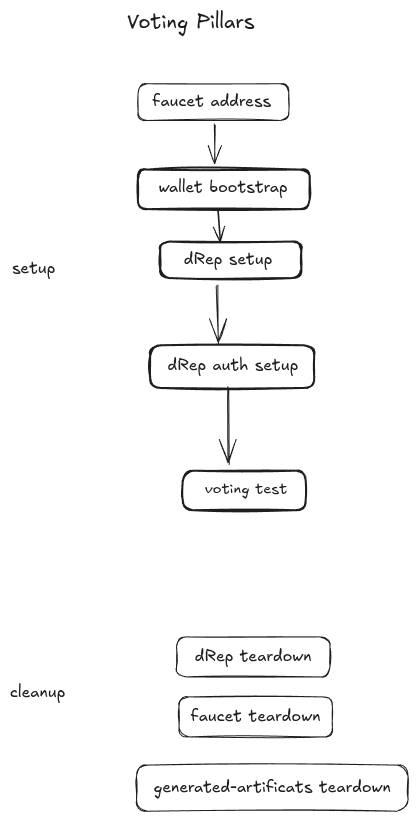 Voting Pillars
faucet address
wallet bootstrap
dRep setup
setup
dRep auth setup
voting test
dRep teardown
cleanup
faucet teardown
generated-artificats teardown